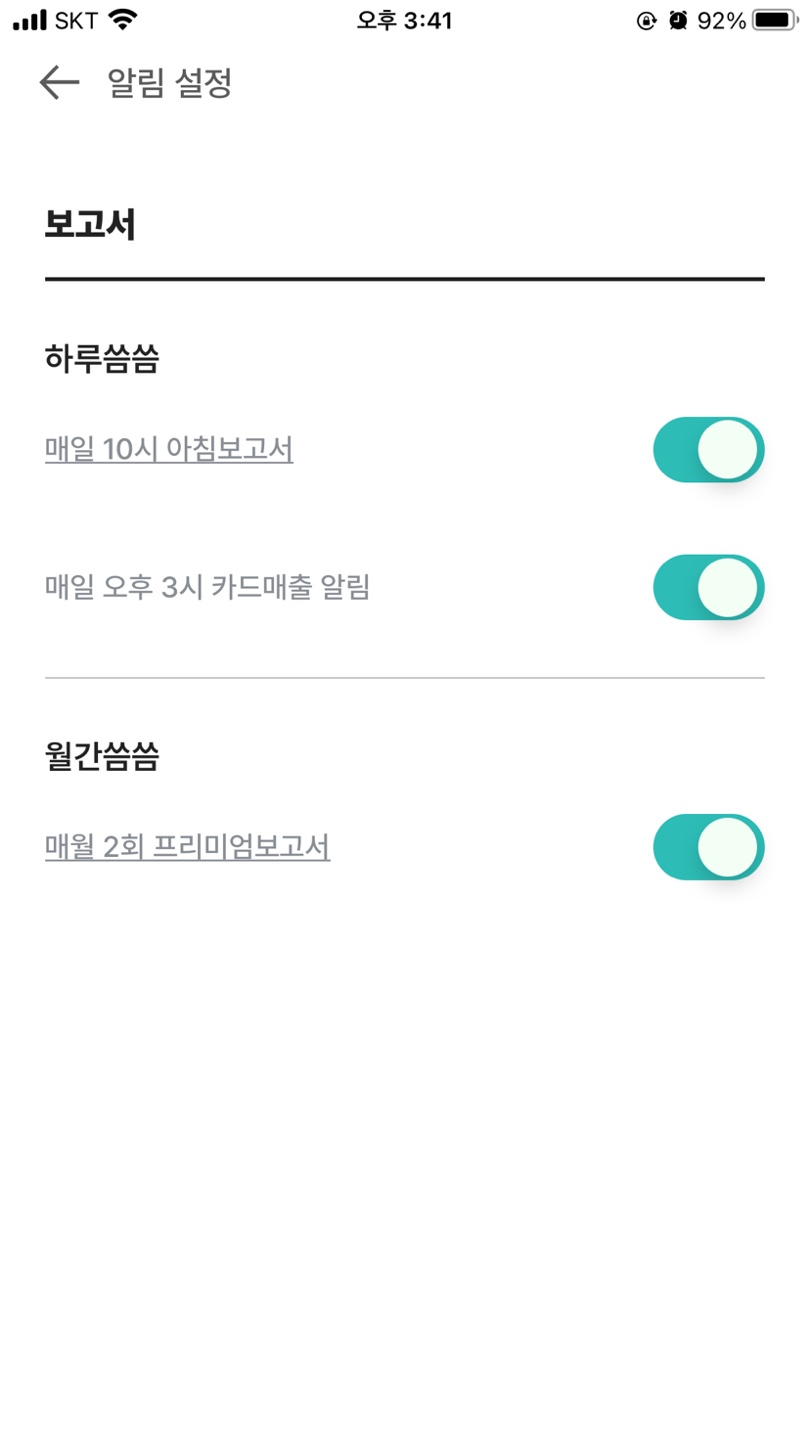 SKT 오후 3:41 92%
알림 설정
보고서
하루씀씀
매일 10시 아침보고서
매일 오후 3시 카드매출 알림
월간씀씀
매월 2회 프리미엄보고서